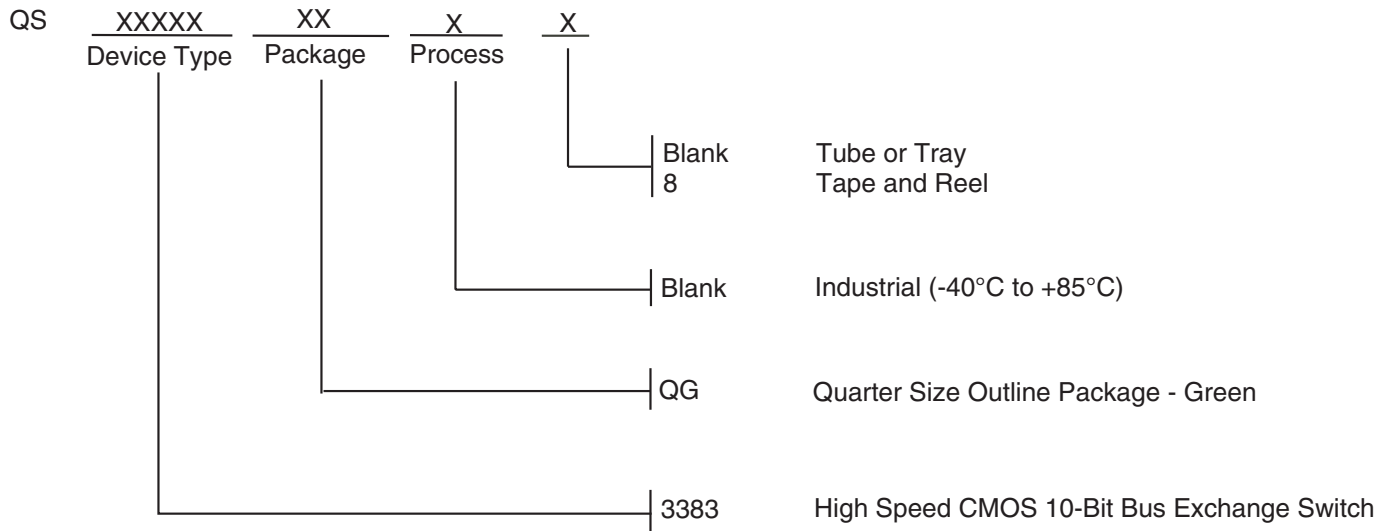 QS XXXXX XX X X
Device Type Package Process
Blank Tube or Tray
8 Tape and Reel
Blank Industrial (-40°C to +85°C)
QG Quarter Size Outline Package - Green
3383 High Speed CMOS 10-Bit Bus Exchange Switch